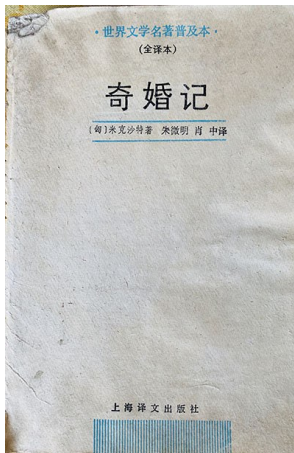 ·世界文学名著普及本·
(全译本)
奇婚记
〔匈〕米克沙特著 朱微明 肖 中译
上海译文出版社